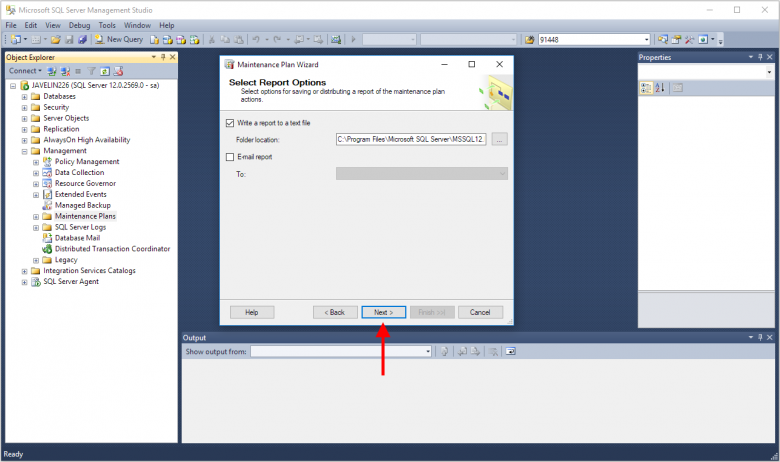 Microsoft SQL Server Management Studio
File Edit View Debug Tools Window Help
New Query 91448
Object Explorer
Connect
JAVELIN226 (SQL Server 12.0.2569.0 - sa)
Databases
Security
Server Objects
Replication
AlwaysOn High Availability
Management
Policy Management
Data Collection
Resource Governor
Extended Events
Managed Backup
Maintenance Plans
SQL Server Logs
Database Mail
Distributed Transaction Coordinator
Legacy
Integration Services Catalogs
SQL Server Agent
Maintenance Plan Wizard
Select Report Options
Select options for saving or distributing a report of the maintenance plan
actions.
Write a report to a text file
Folder location: C:\Program Files\Microsoft SQL Server\MSSQL12. ...
E-mail report
To:
Help < Back Next > Finish >>| Cancel
Properties
Output
Show output from:
Ready